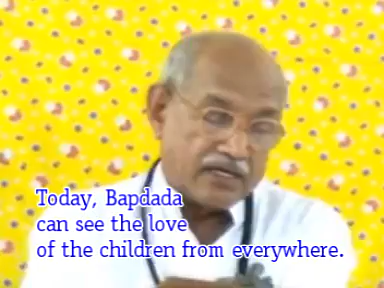 Today, Bapdada
can see the love
of the children from everywhere.